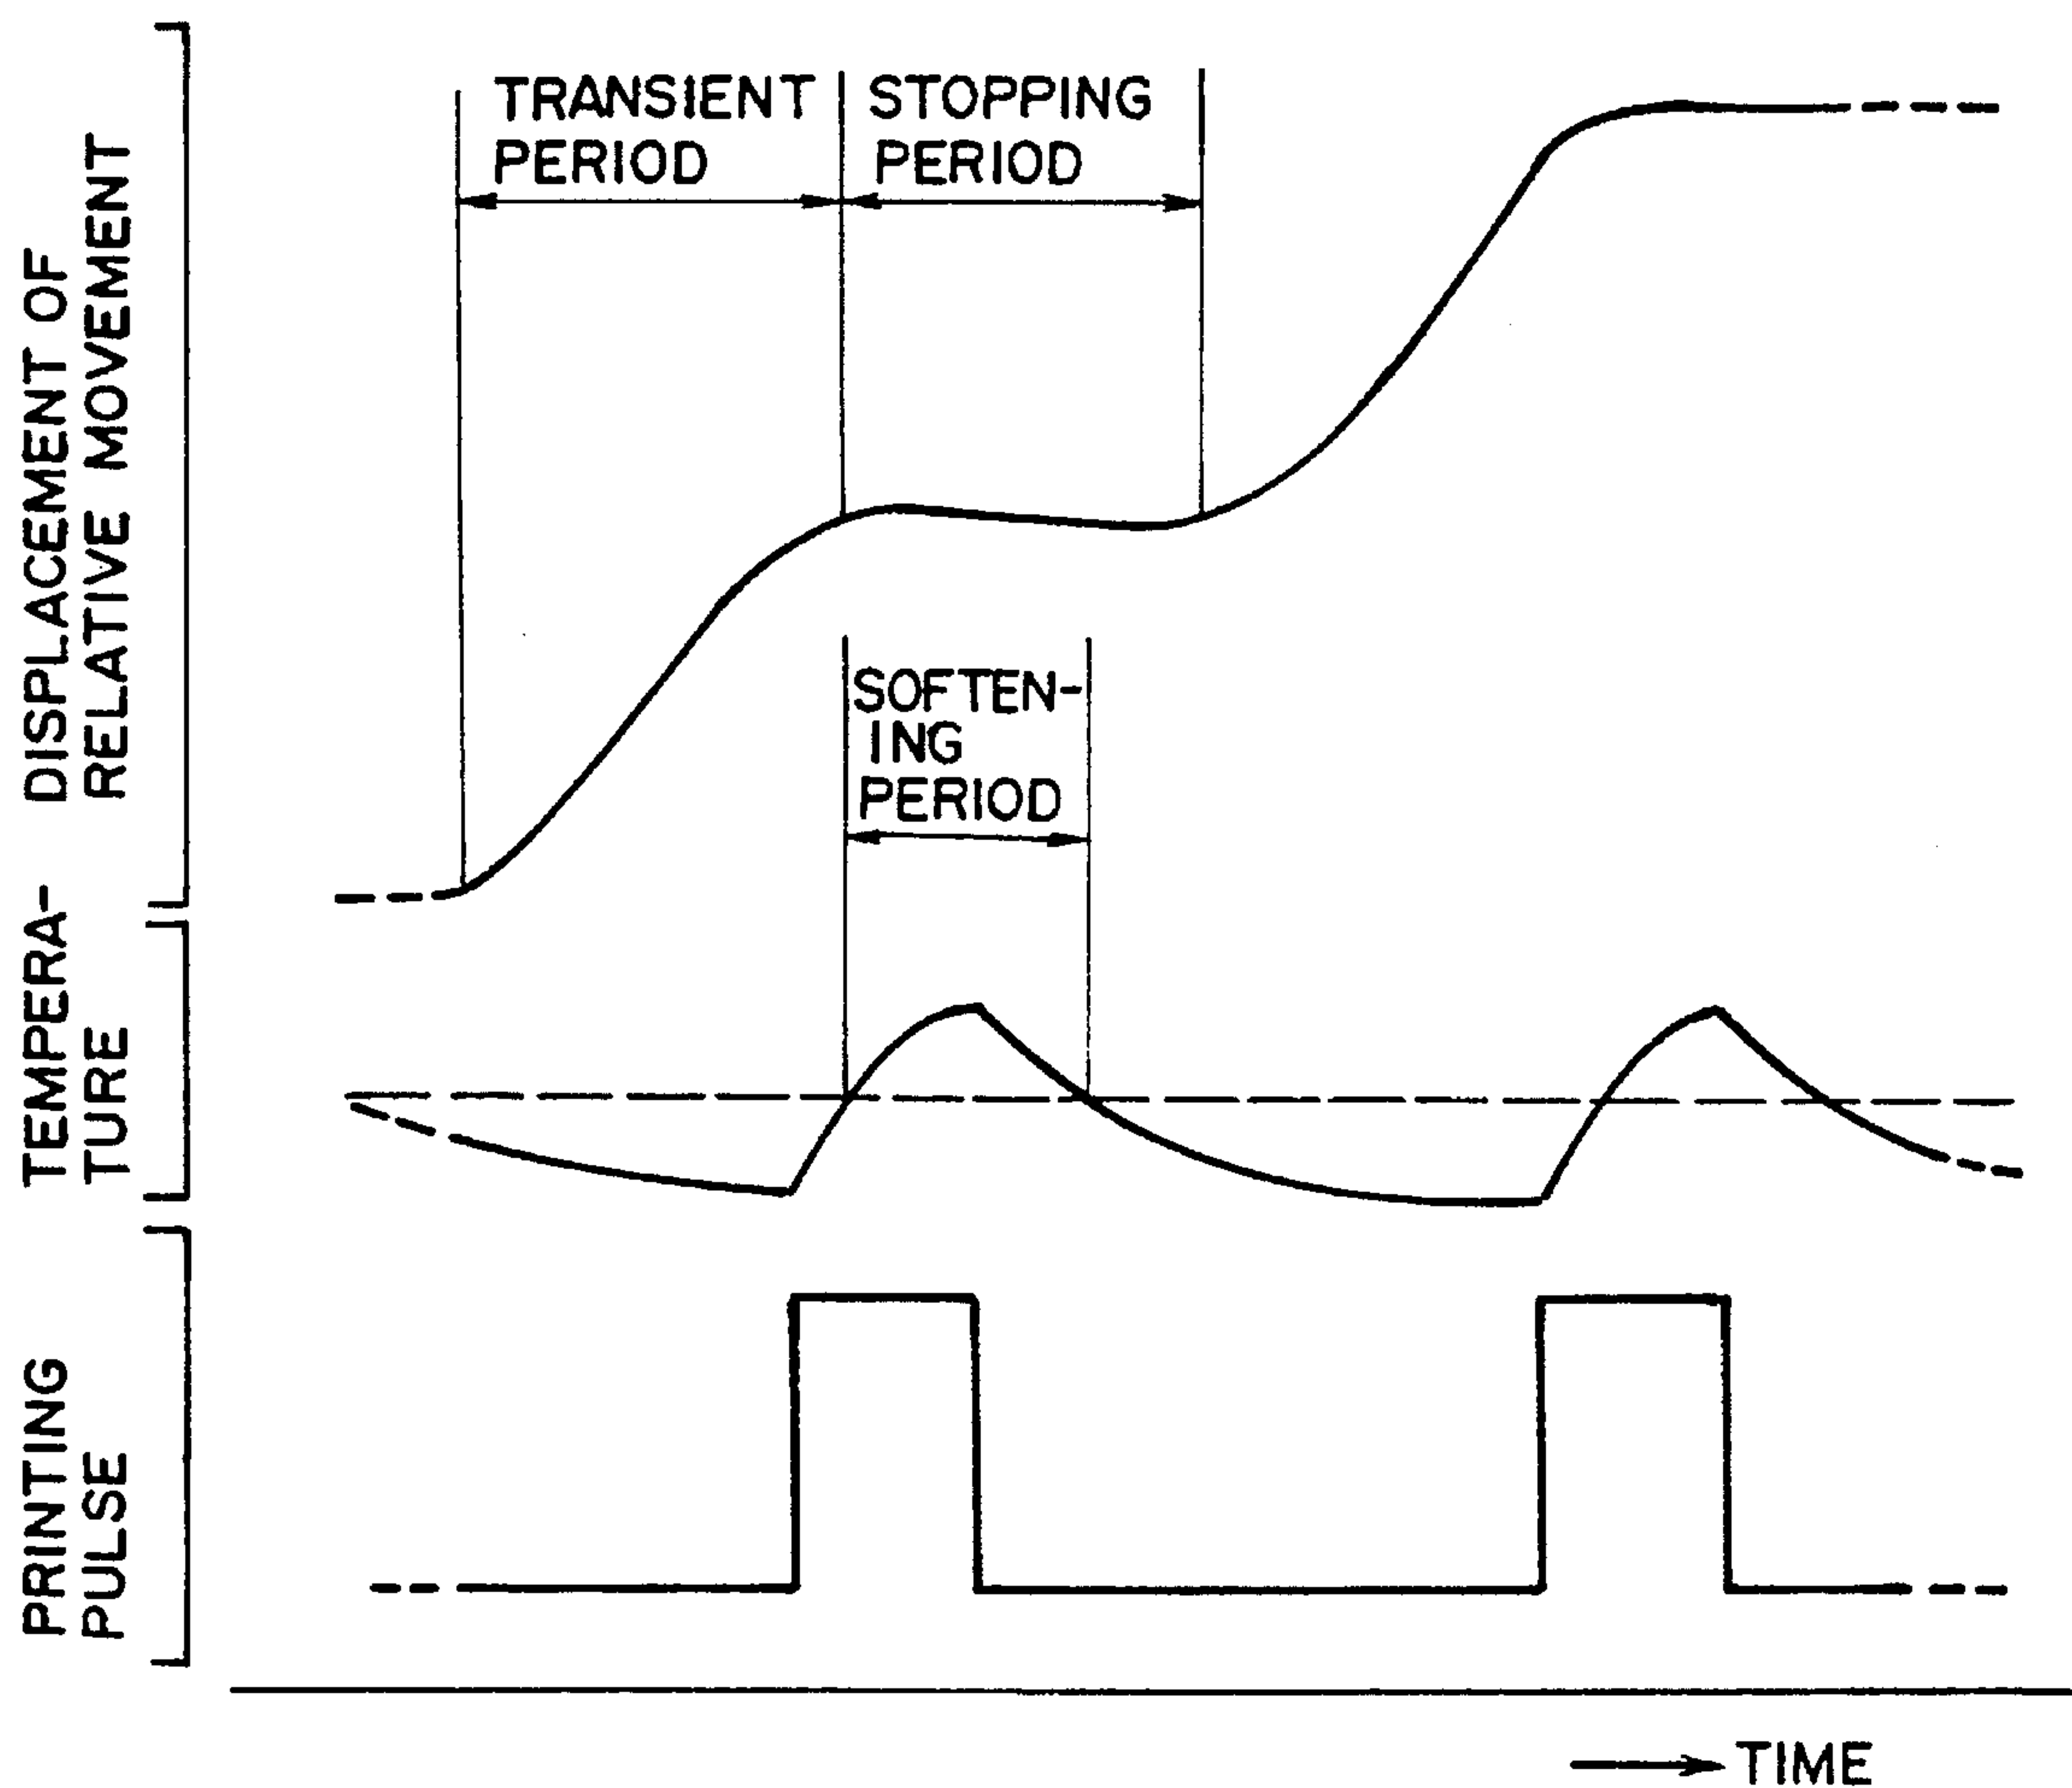 DISPLACEMENT OF
RELATIVE MOVEMENT
TRANSIENT
PERIOD
STOPPING
PERIOD
SOFTEN-
ING
PERIOD
TEMPERA-
TURE
PRINTING
PULSE
TIME